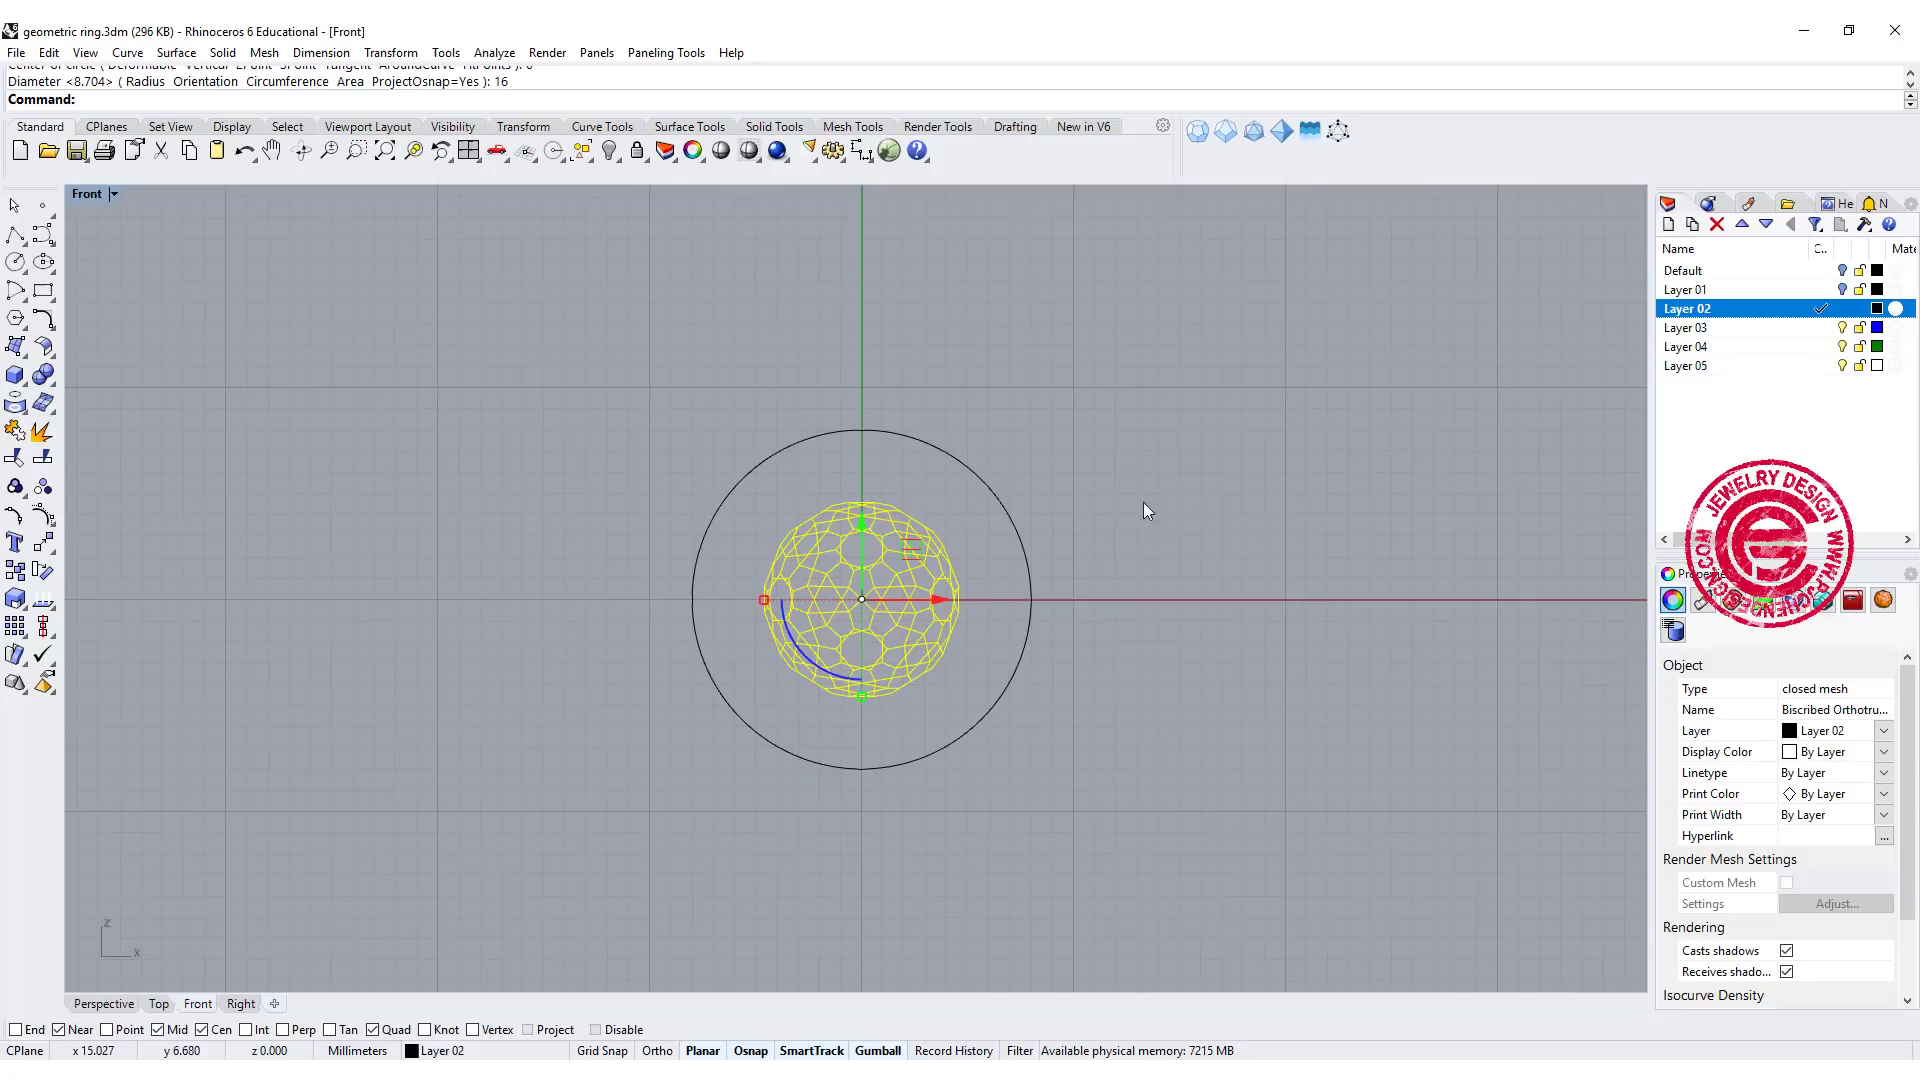 geometric ring.3dm (296 KB) - Rhinoceros 6 Educational - [Front]
File Edit View Curve Surface Solid Mesh Dimension Transform Tools Analyze Render Panels Paneling Tools Help
Diameter <8.704> ( Radius Orientation Circumference Area ProjectOsnap=Yes ): 16
Command:
Standard CPlanes Set View Display Select Viewport Layout Visibility Transform Curve Tools Surface Tools Solid Tools Mesh Tools Render Tools Drafting New in V6
Front
He N
Name C.. Mate
Default
Layer 01
Layer 02
Layer 03
Layer 04
Layer 05
JEWELRY DESIGN
Object
Type closed mesh
Name Biscribed Orthotru...
Layer Layer 02
Display Color By Layer
Linetype By Layer
Print Color By Layer
Print Width By Layer
Hyperlink ...
Render Mesh Settings
Custom Mesh
Settings Adjust...
Rendering
Casts shadows
Receives shado...
Isocurve Density
z
x
Perspective Top Front Right
End Near Point Mid Cen Int Perp Tan Quad Knot Vertex Project Disable
CPlane x 15.027 y 6.680 z 0.000 Millimeters Layer 02 Grid Snap Ortho Planar Osnap SmartTrack Gumball Record History Filter Available physical memory: 7215 MB